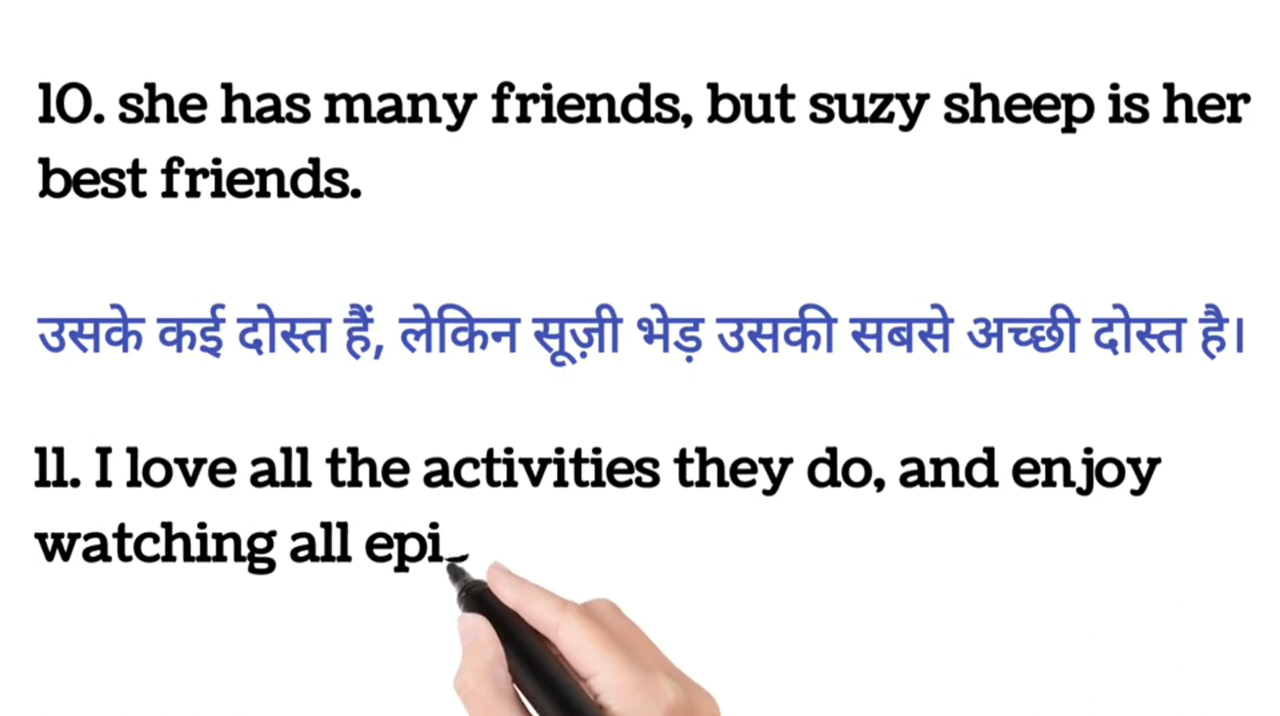 10. she has many friends, but suzy sheep is her
best friends.
उसके कई दोस्त हैं, लेकिन सूज़ी भेड़ उसकी सबसे अच्छी दोस्त है।
11. I love all the activities they do, and enjoy
watching all epi